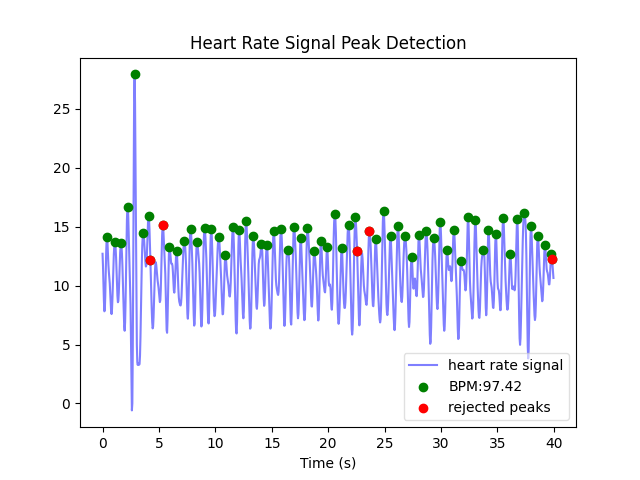 Heart Rate Signal Peak Detection
25
20
15
10
5
0
heart rate signal
BPM:97.42
rejected peaks
0 5 10 15 20 25 30 35 40
Time (s)